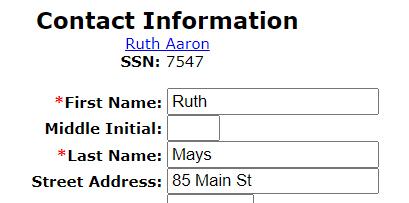 Contact Information
Ruth Aaron
SSN: 7547
*First Name: Ruth
Middle Initial:
*Last Name: Mays
Street Address: 85 Main St